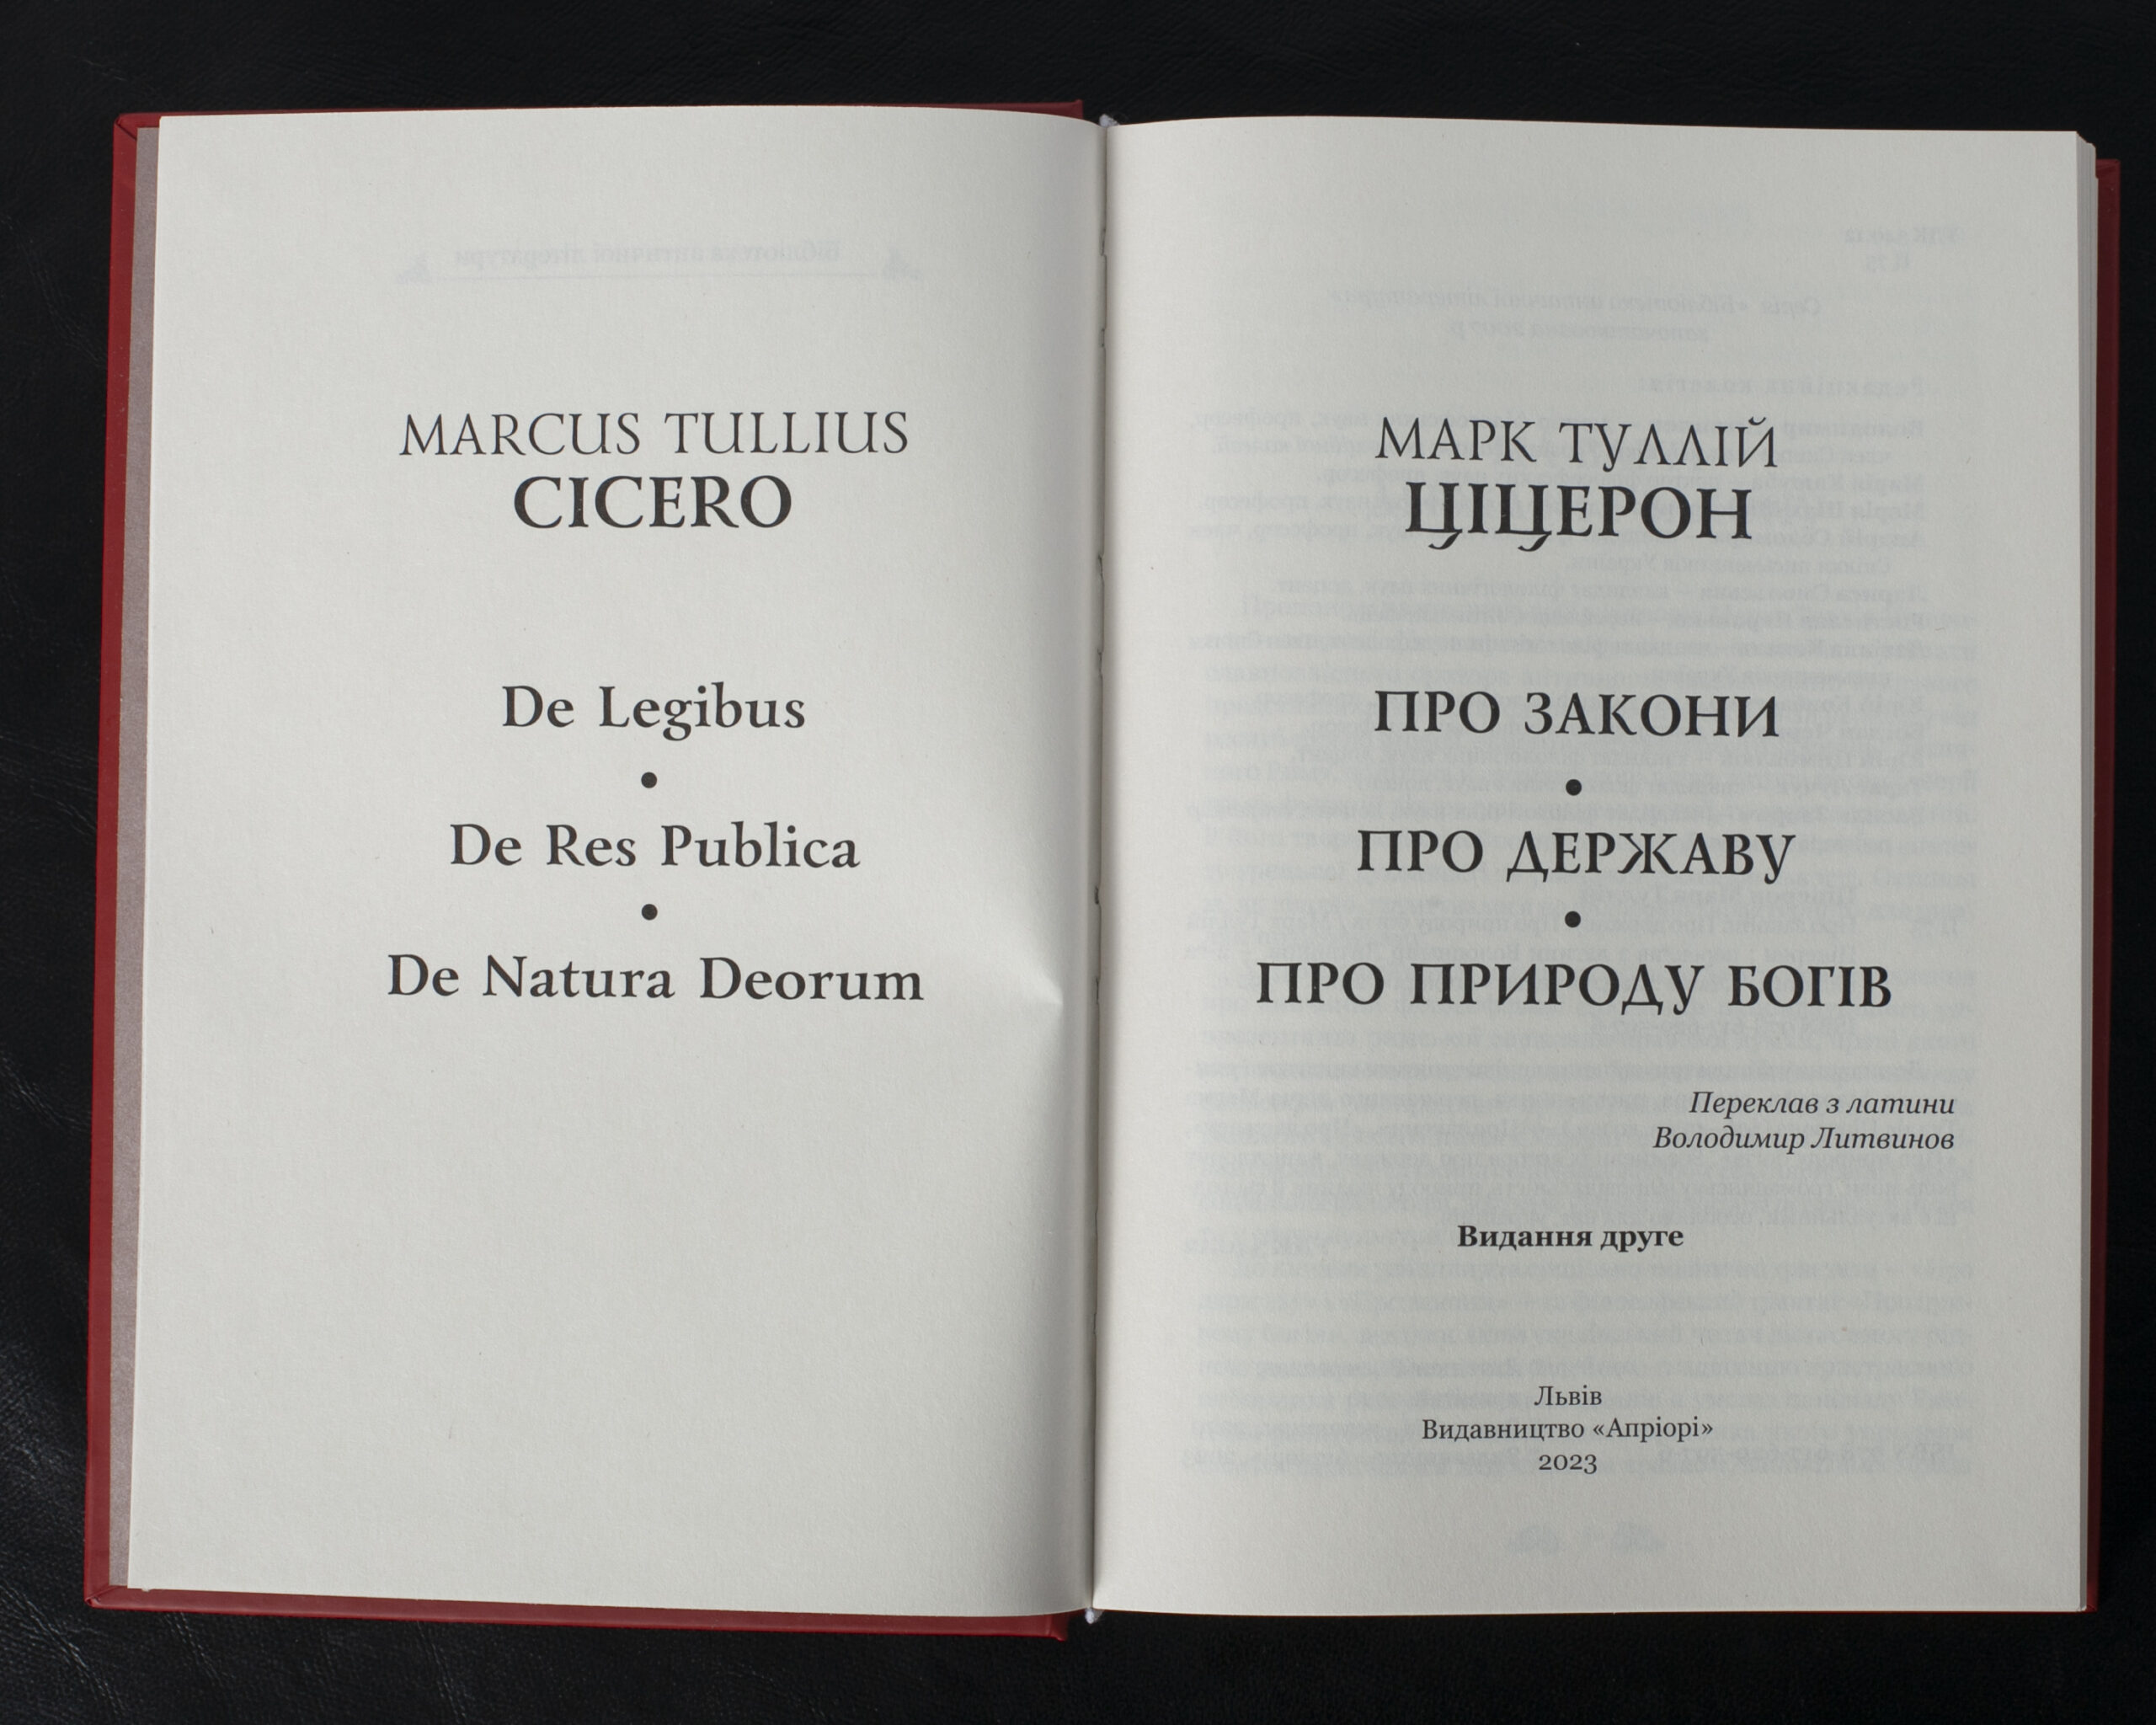 MARCUS TULLIUS
CICERO
De Legibus
•
De Res Publica
•
De Natura Deorum
МАРК ТУЛЛІЙ
ЦІЦЕРОН
ПРО ЗАКОНИ
•
ПРО ДЕРЖАВУ
•
ПРО ПРИРОДУ БОГІВ
Переклав з латини
Володимир Литвинов
Видання друге
Львів
Видавництво «Апріорі»
2023